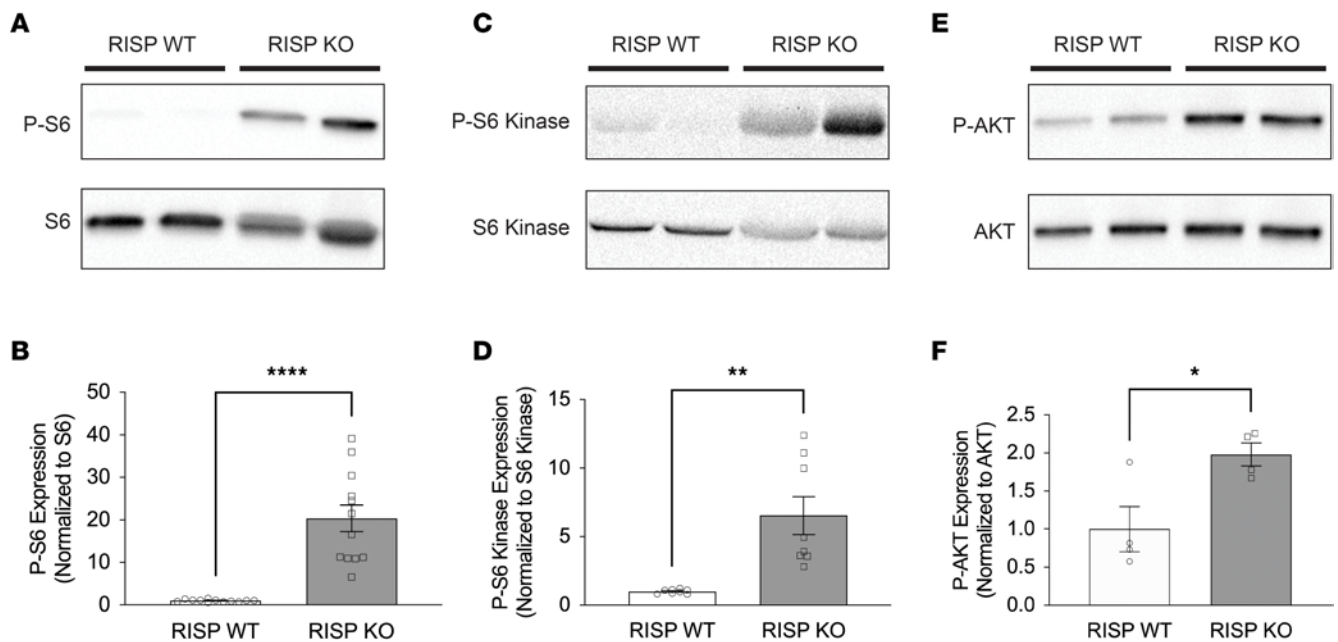 A
RISP WT RISP KO
P-S6
S6
C
RISP WT RISP KO
P-S6 Kinase
S6 Kinase
E
RISP WT RISP KO
P-AKT
AKT
B
P-S6 Expression
(Normalized to S6)
50
40
30
20
10
0
****
RISP WT RISP KO
D
P-S6 Kinase Expression
(Normalized to S6 Kinase)
15
10
5
0
**
RISP WT RISP KO
F
P-AKT Expression
(Normalized to AKT)
2.5
2.0
1.5
1.0
0.5
0.0
*
RISP WT RISP KO